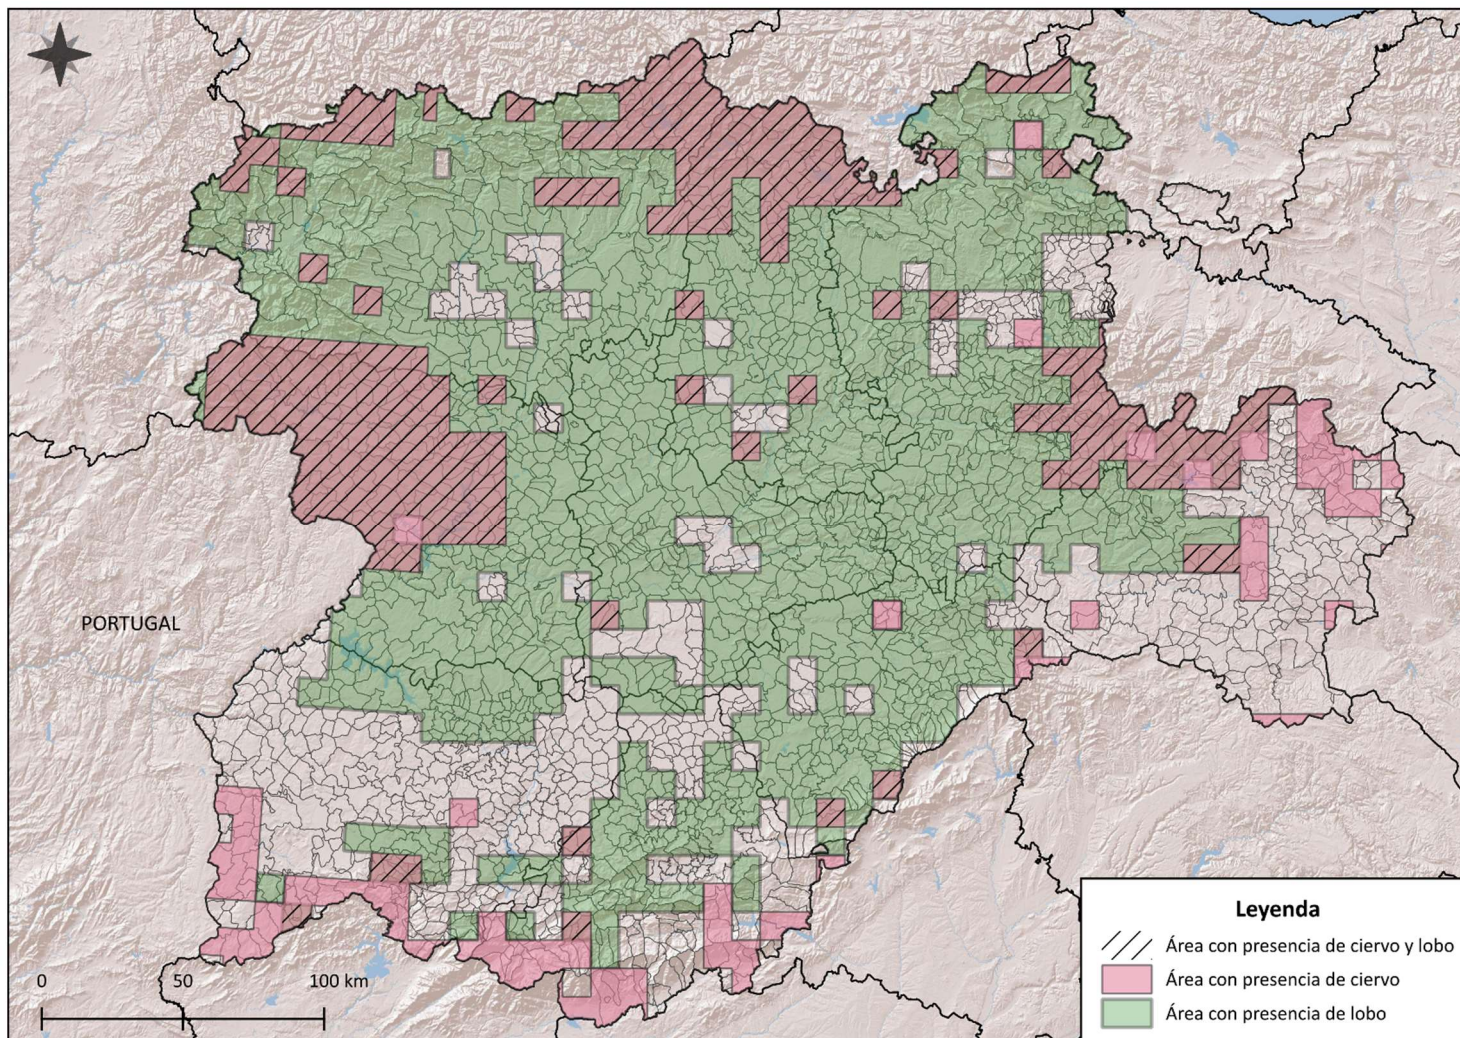 PORTUGAL
0 50 100 km
Leyenda
Área con presencia de ciervo y lobo
Área con presencia de ciervo
Área con presencia de lobo